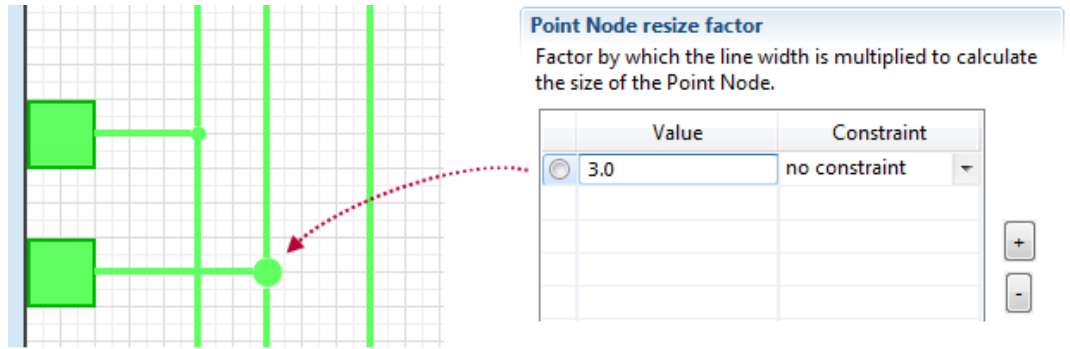 Point Node resize factor
Factor by which the line width is multiplied to calculate
the size of the Point Node.
Value Constraint
3.0 no constraint
+
-